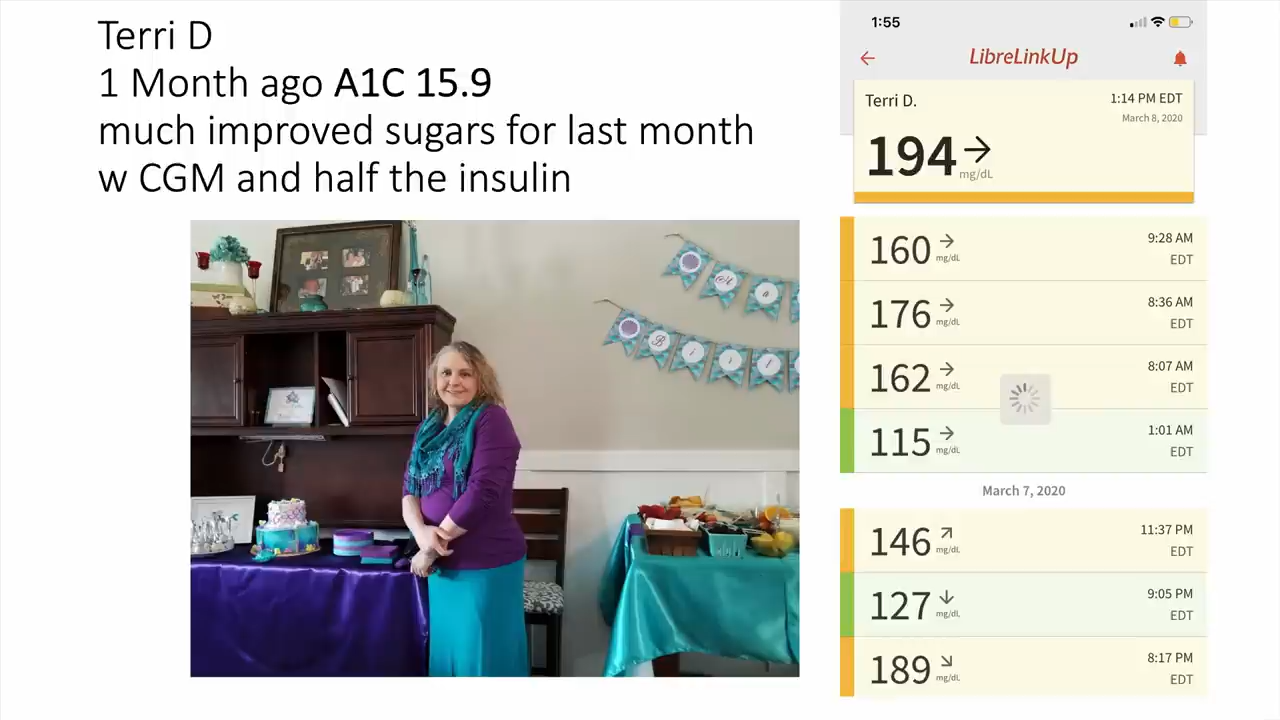 Terri D
1 Month ago A1C 15.9
much improved sugars for last month
w CGM and half the insulin
1:55
LibreLinkUp
Terri D.
1:14 PM EDT
March 8, 2020
194
mg/dL
160
mg/dL
9:28 AM
EDT
176
mg/dL
8:36 AM
EDT
162
mg/dL
8:07 AM
EDT
115
mg/dL
1:01 AM
EDT
March 7, 2020
146
mg/dL
11:37 PM
EDT
127
mg/dL
9:05 PM
EDT
189
mg/dL
8:17 PM
EDT
M a
B i r